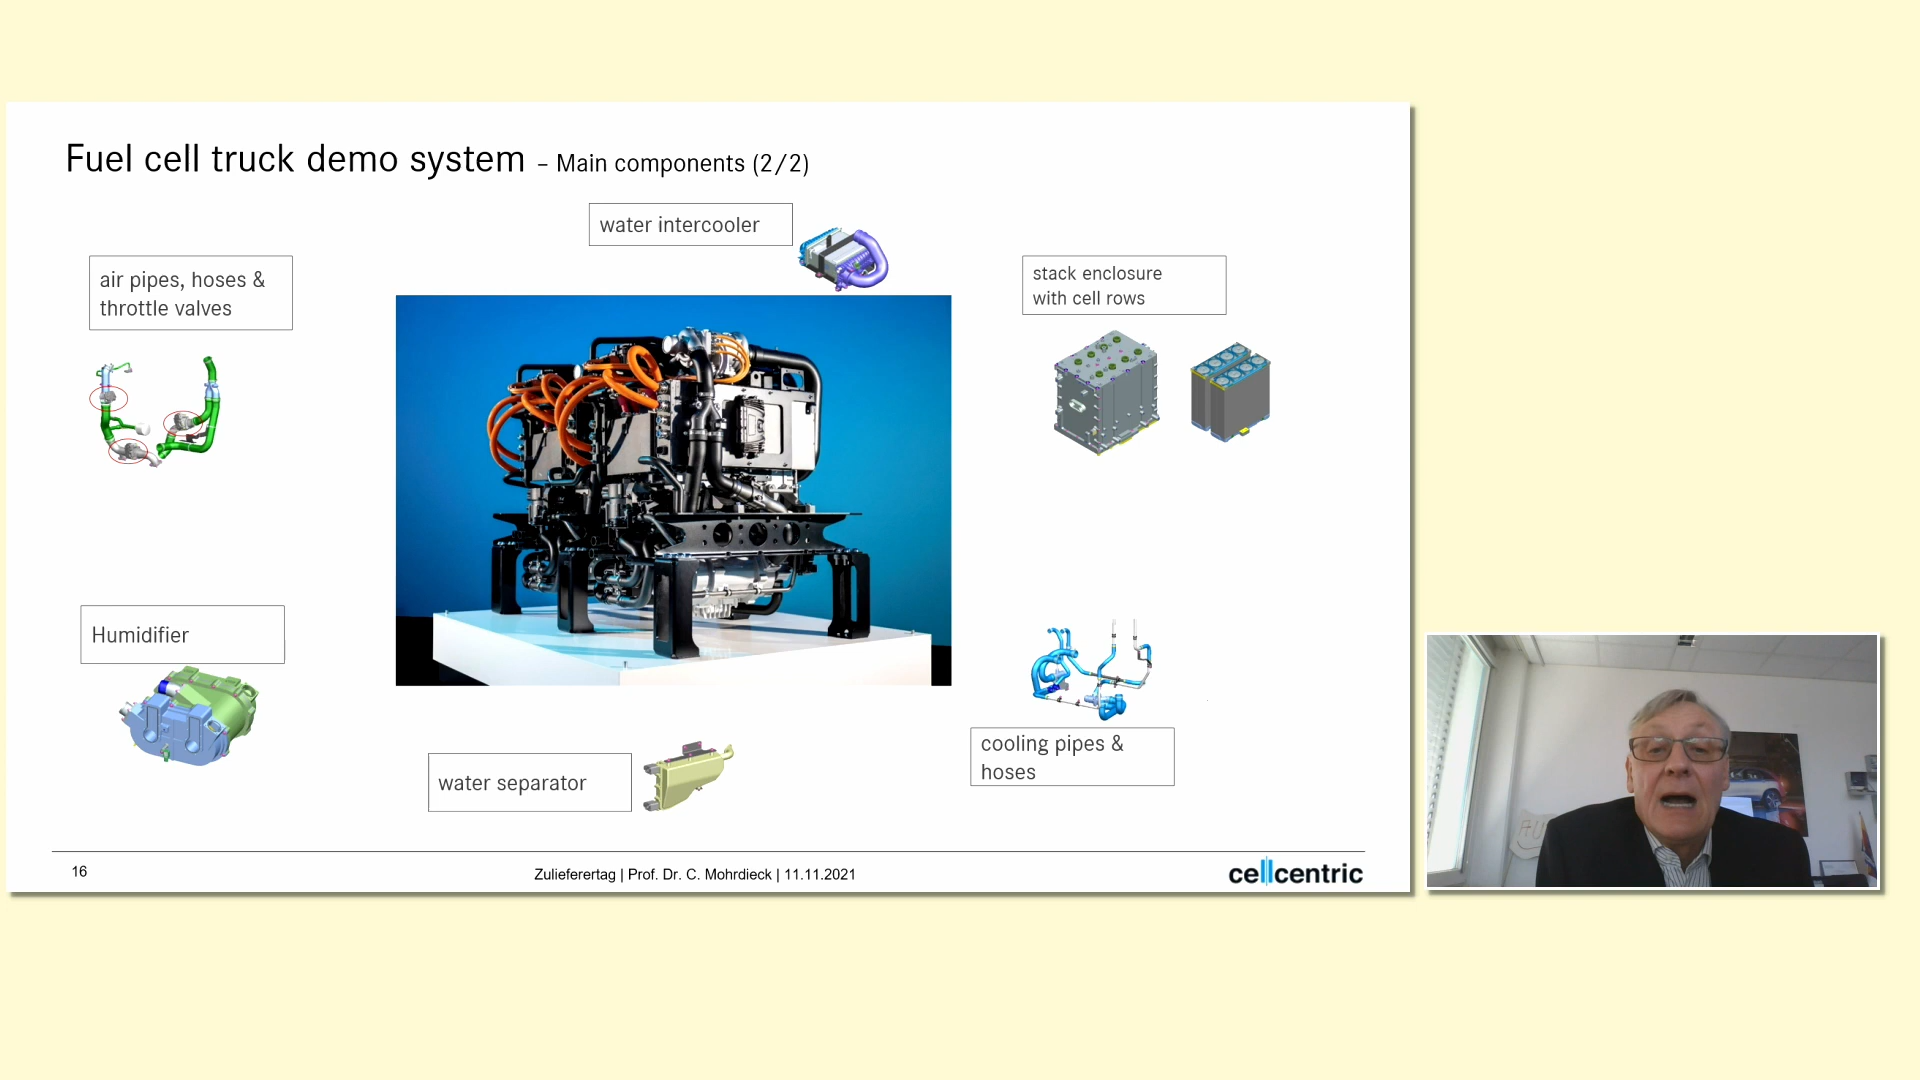 Fuel cell truck demo system – Main components (2/2)
water intercooler
air pipes, hoses &
throttle valves
stack enclosure
with cell rows
Humidifier
water separator
cooling pipes &
hoses
16
Zulieferertag | Prof. Dr. C. Mohrdieck | 11.11.2021
cellcentric